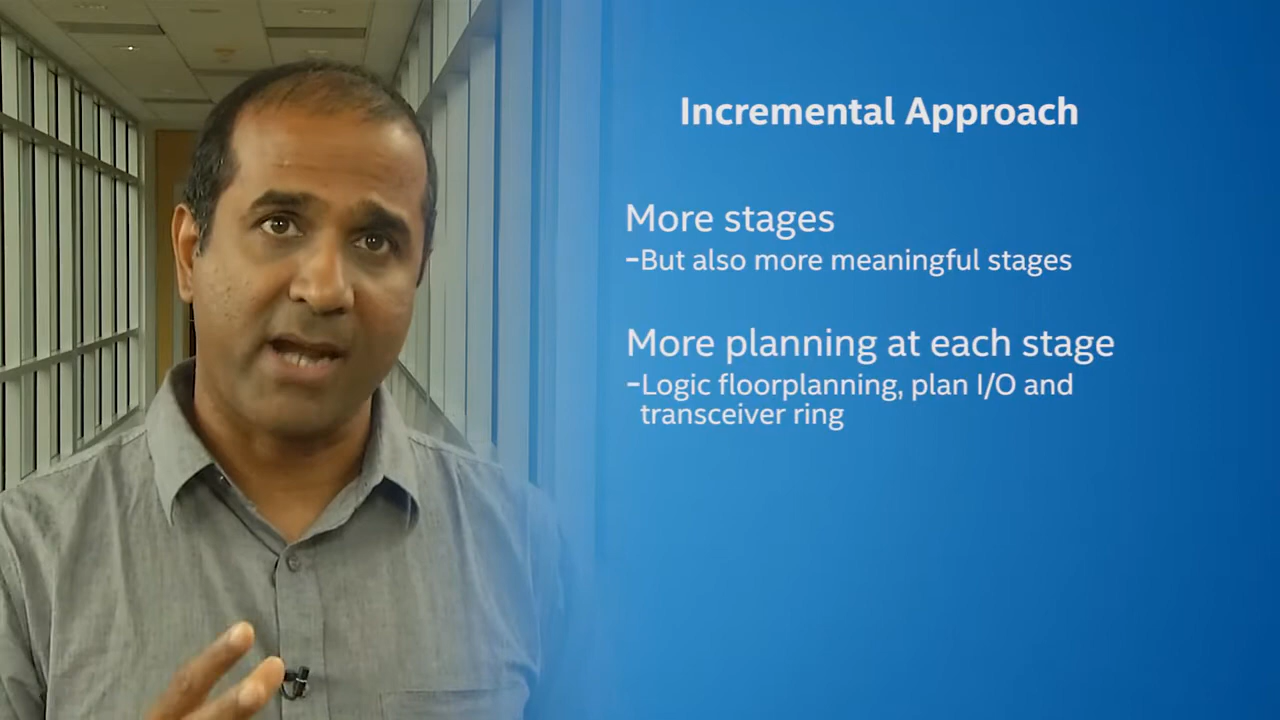 Incremental Approach
More stages
-But also more meaningful stages
More planning at each stage
-Logic floorplanning, plan I/O and
transceiver ring